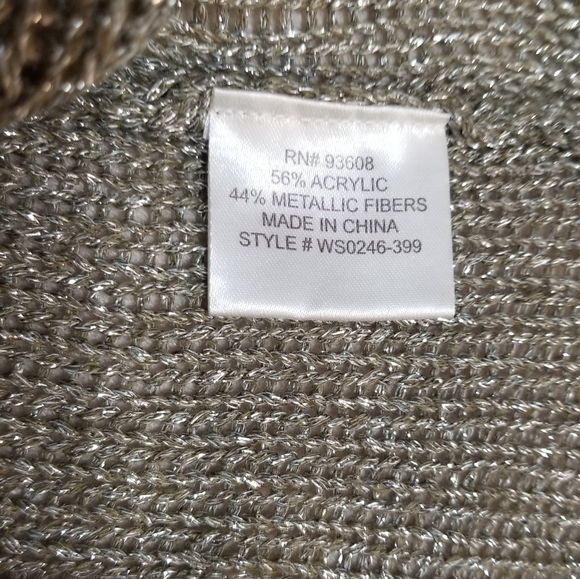 RN# 93608
56% ACRYLIC
44% METALLIC FIBERS
MADE IN CHINA
STYLE # WS0246-399